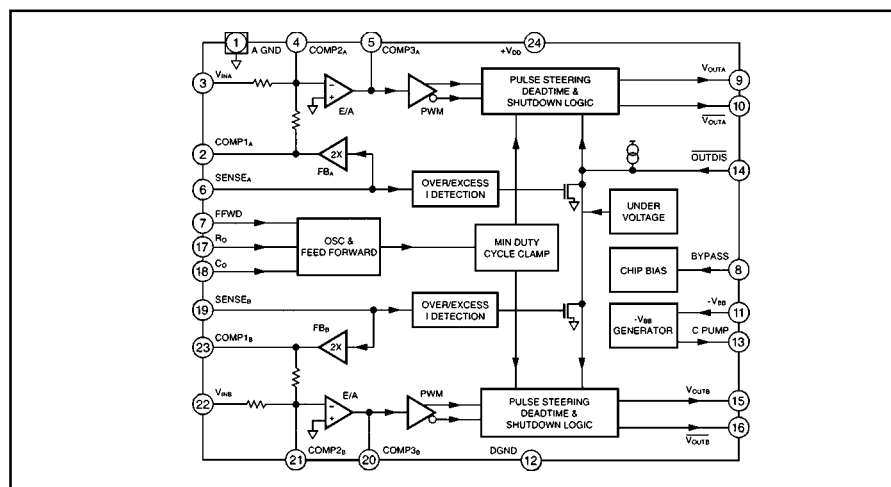 1 A GND 4 COMP2A 5 COMP3A +VDD 24
3 VINA
E/A
PWM
PULSE STEERING
DEADTIME &
SHUTDOWN LOGIC
VOUTA 9
VOUTA 10
2 COMP1A
2X
FBA
6 SENSEA
OVER/EXCESS
I DETECTION
OUTDIS 14
UNDER
VOLTAGE
7 FFWD
17 RO
18 CO
OSC &
FEED FORWARD
MIN DUTY
CYCLE CLAMP
CHIP BIAS
BYPASS 8
19 SENSEB
OVER/EXCESS
I DETECTION
-VBB
GENERATOR
-VBB 11
C PUMP 13
FBB
2X
23 COMP1B
22 VINB
E/A
PWM
PULSE STEERING
DEADTIME &
SHUTDOWN LOGIC
VOUTB 15
VOUTB 16
21 COMP2B 20 COMP3B DGND 12